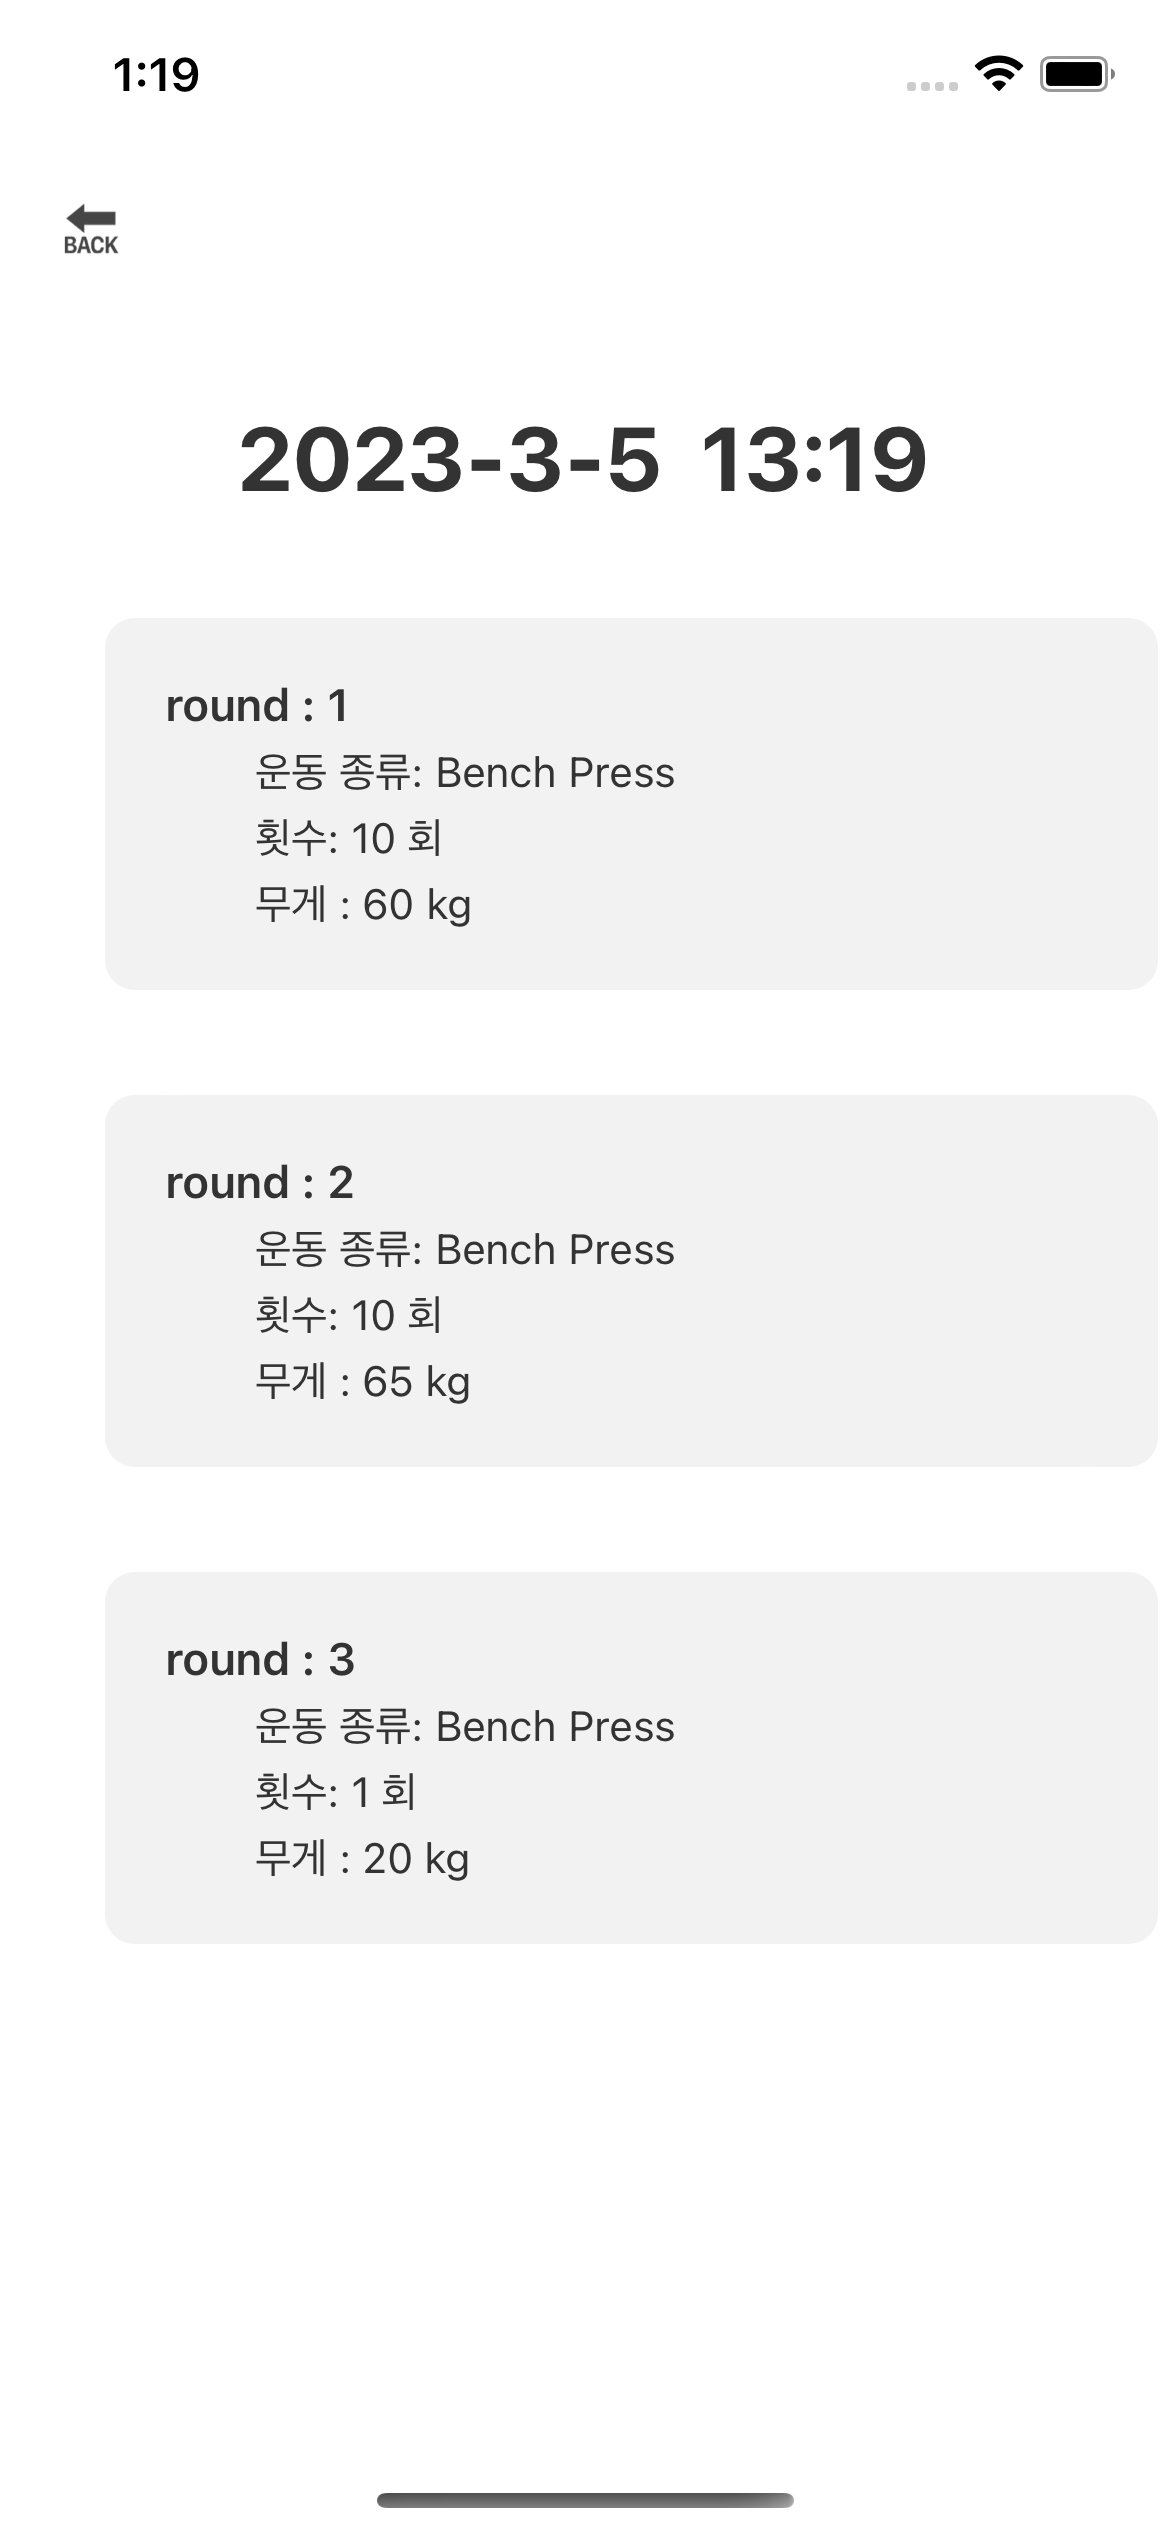 1:19
BACK
2023-3-5 13:19
round : 1
운동 종류: Bench Press
횟수: 10 회
무게 : 60 kg
round : 2
운동 종류: Bench Press
횟수: 10 회
무게 : 65 kg
round : 3
운동 종류: Bench Press
횟수: 1 회
무게 : 20 kg